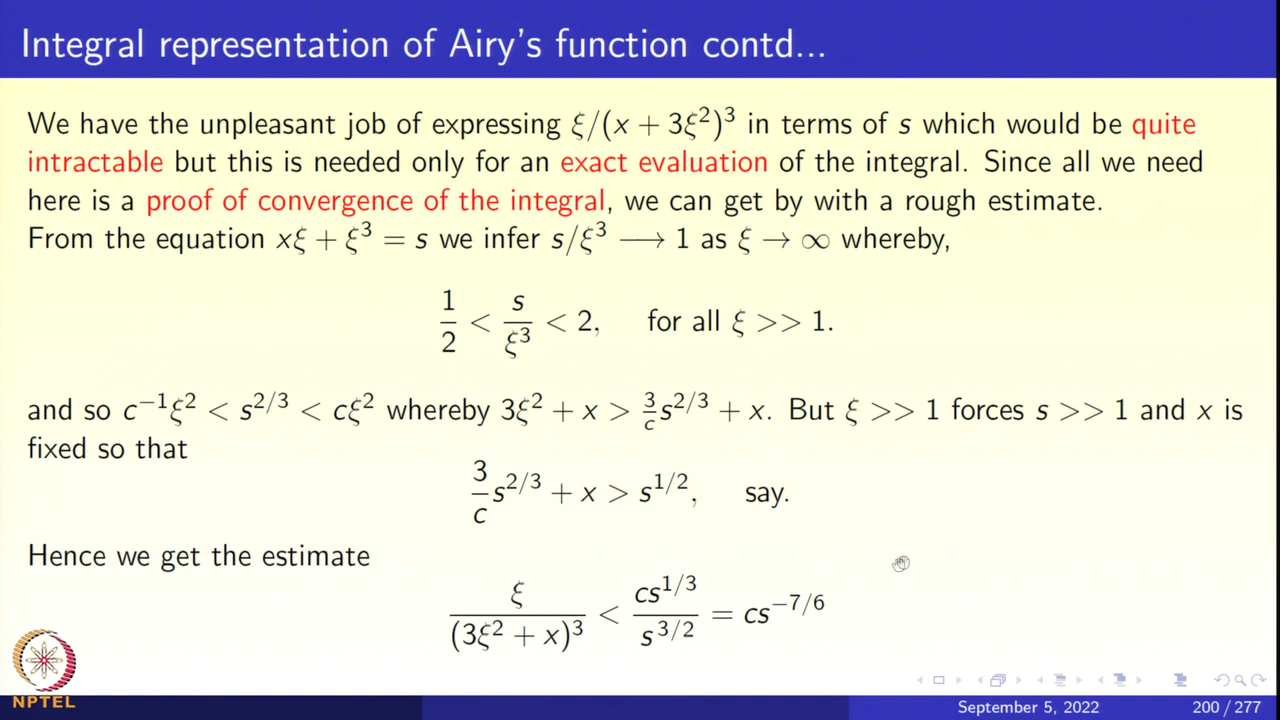 Integral representation of Airy's function contd...
We have the unpleasant job of expressing ξ/(x + 3ξ²)³ in terms of s which would be quite
intractable but this is needed only for an exact evaluation of the integral. Since all we need
here is a proof of convergence of the integral, we can get by with a rough estimate.
From the equation xξ + ξ³ = s we infer s/ξ³ ⟶ 1 as ξ → ∞ whereby,
1/2 < s/ξ³ < 2, for all ξ >> 1.
and so c⁻¹ξ² < s^{2/3} < cξ² whereby 3ξ² + x > 3/c s^{2/3} + x. But ξ >> 1 forces s >> 1 and x is
fixed so that
3/c s^{2/3} + x > s^{1/2}, say.
Hence we get the estimate
ξ/(3ξ² + x)³ < cs^{1/3}/s^{3/2} = cs^{-7/6}
NPTEL
September 5, 2022 200 / 277